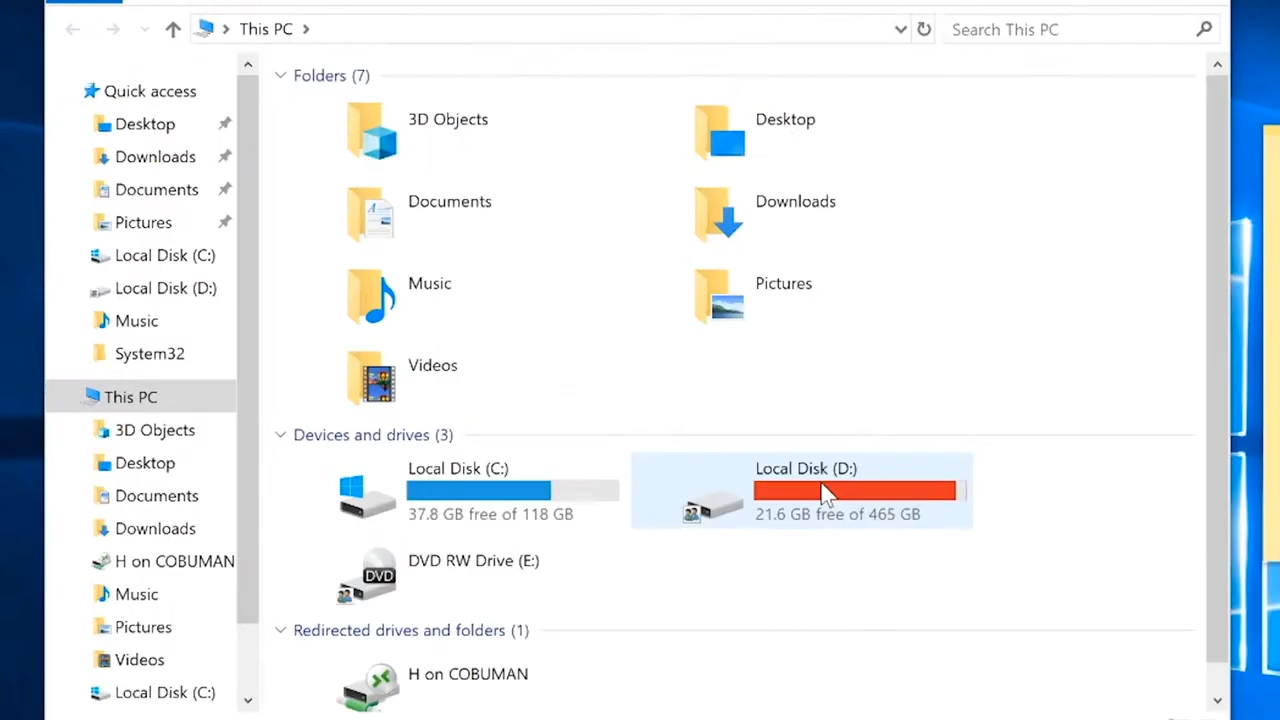 This PC
Search This PC
Quick access
Desktop
Downloads
Documents
Pictures
Local Disk (C:)
Local Disk (D:)
Music
System32
This PC
3D Objects
Desktop
Documents
Downloads
H on COBUMAN
Music
Pictures
Videos
Local Disk (C:)
Folders (7)
3D Objects
Desktop
Documents
Downloads
Music
Pictures
Videos
Devices and drives (3)
Local Disk (C:)
37.8 GB free of 118 GB
Local Disk (D:)
21.6 GB free of 465 GB
DVD
DVD RW Drive (E:)
Redirected drives and folders (1)
H on COBUMAN